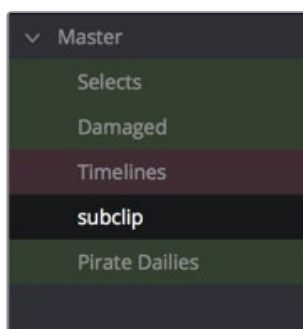 Master
Selects
Damaged
Timelines
subclip
Pirate Dailies